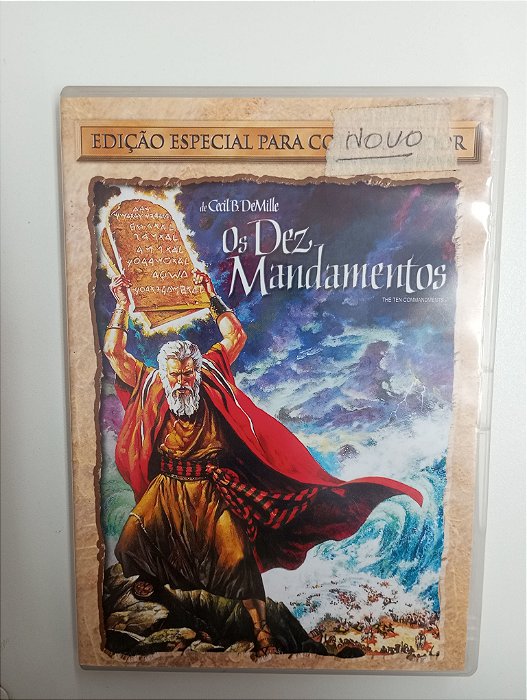 EDIÇÃO ESPECIAL PARA CO NOVO OR
de Cecil B. DeMille
Os Dez
Mandamentos
THE TEN COMMANDMENTS